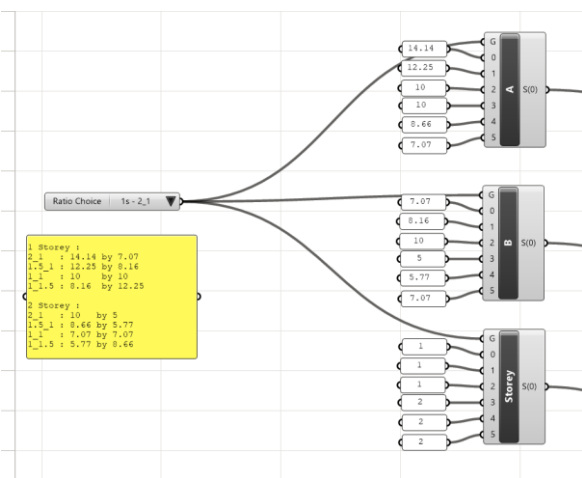 14.14
12.25
10
10
8.66
7.07
G
0
1
2
3
4
5
A
S(0)
Ratio Choice 1s - 2_1
7.07
8.16
10
5
5.77
7.07
G
0
1
2
3
4
5
B
S(0)
1 Storey :
2_1 : 14.14 by 7.07
1.5_1 : 12.25 by 8.16
1_1 : 10 by 10
1_1.5 : 8.16 by 12.25
2 Storey :
2_1 : 10 by 5
1.5_1 : 8.66 by 5.77
1_1 : 7.07 by 7.07
1_1.5 : 5.77 by 8.66
1
1
1
2
2
2
G
0
1
2
3
4
5
Storey
S(0)